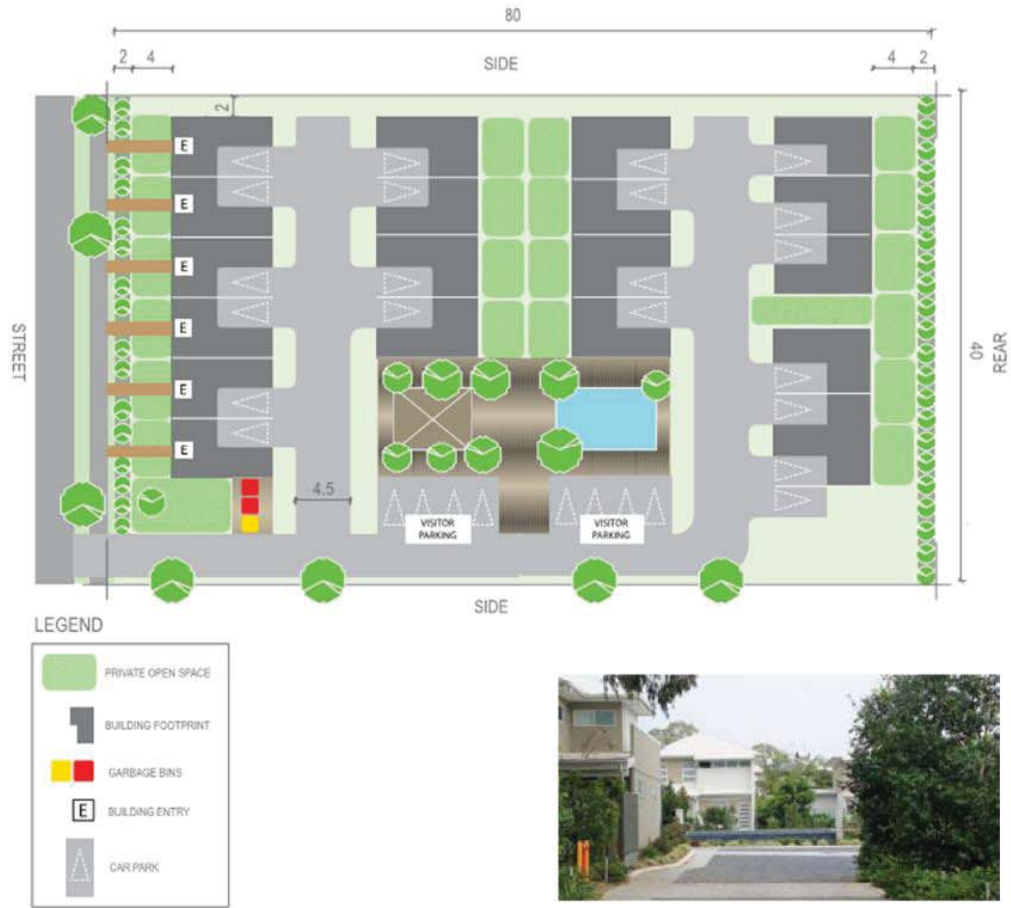 80
2
4
SIDE
4
2
2
E
E
E
E
E
E
STREET
40
REAR
4.5
VISITOR
PARKING
VISITOR
PARKING
SIDE
LEGEND
PRIVATE OPEN SPACE
BUILDING FOOTPRINT
GARBAGE BINS
E
BUILDING ENTRY
CAR PARK